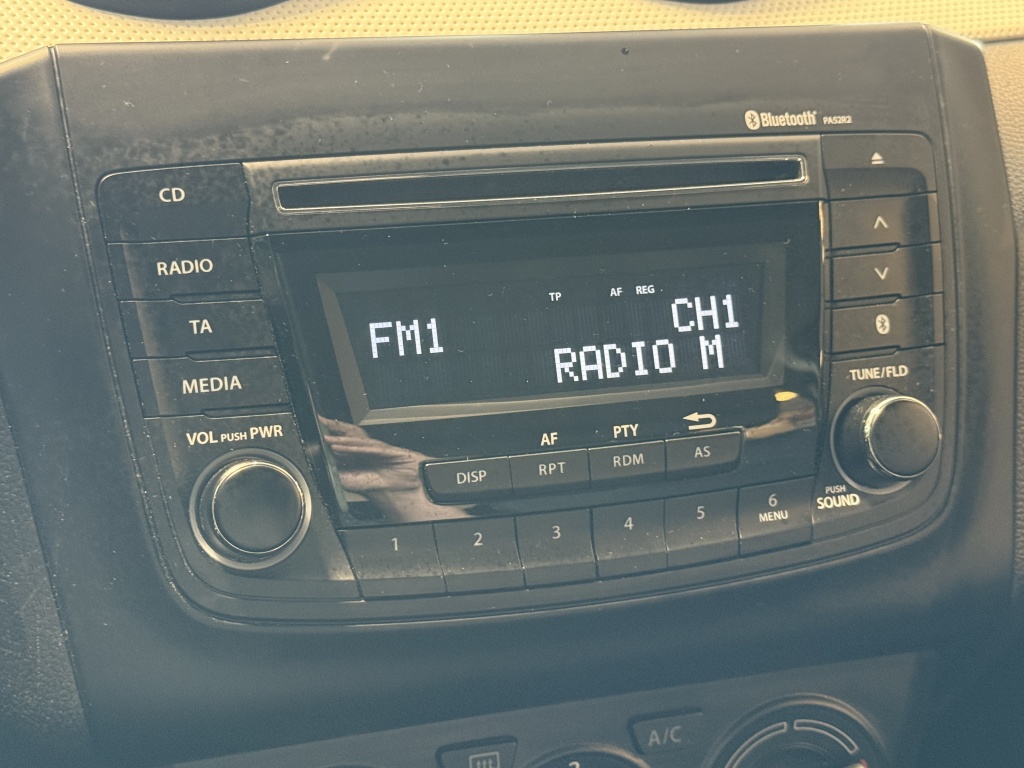 Bluetooth PA52R2
CD
RADIO
TA
MEDIA
VOL PUSH PWR
TP AF REG
FM1 CH1
RADIO M
TUNE/FLD
AF PTY
DISP RPT RDM AS
PUSH
SOUND
1 2 3 4 5 6
MENU
A/C